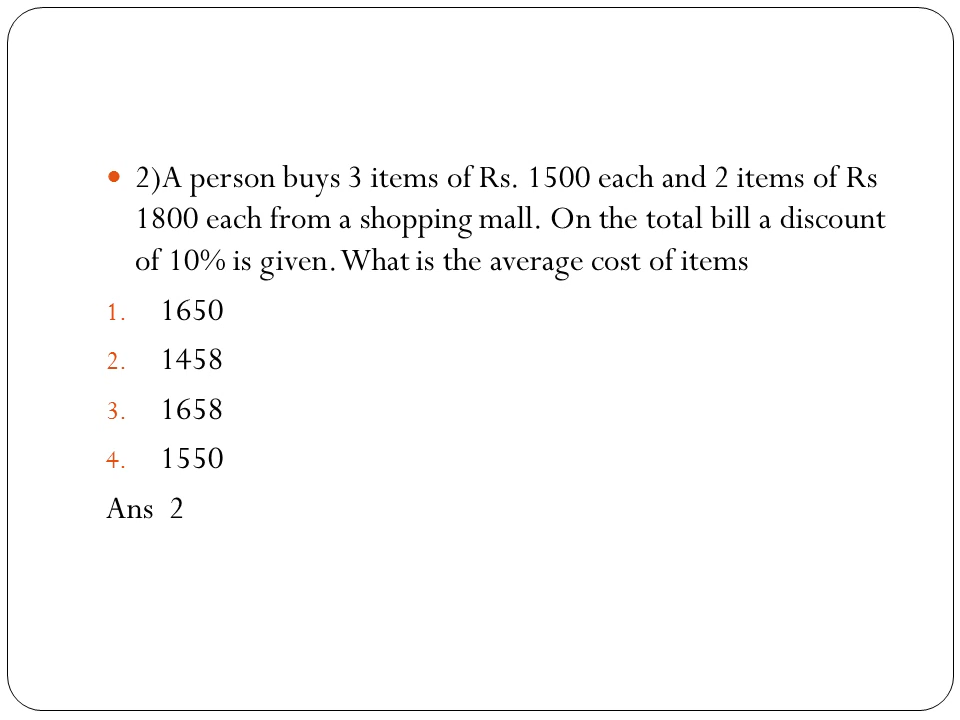 • 2)A person buys 3 items of Rs. 1500 each and 2 items of Rs
1800 each from a shopping mall. On the total bill a discount
of 10% is given. What is the average cost of items
1. 1650
2. 1458
3. 1658
4. 1550
Ans 2